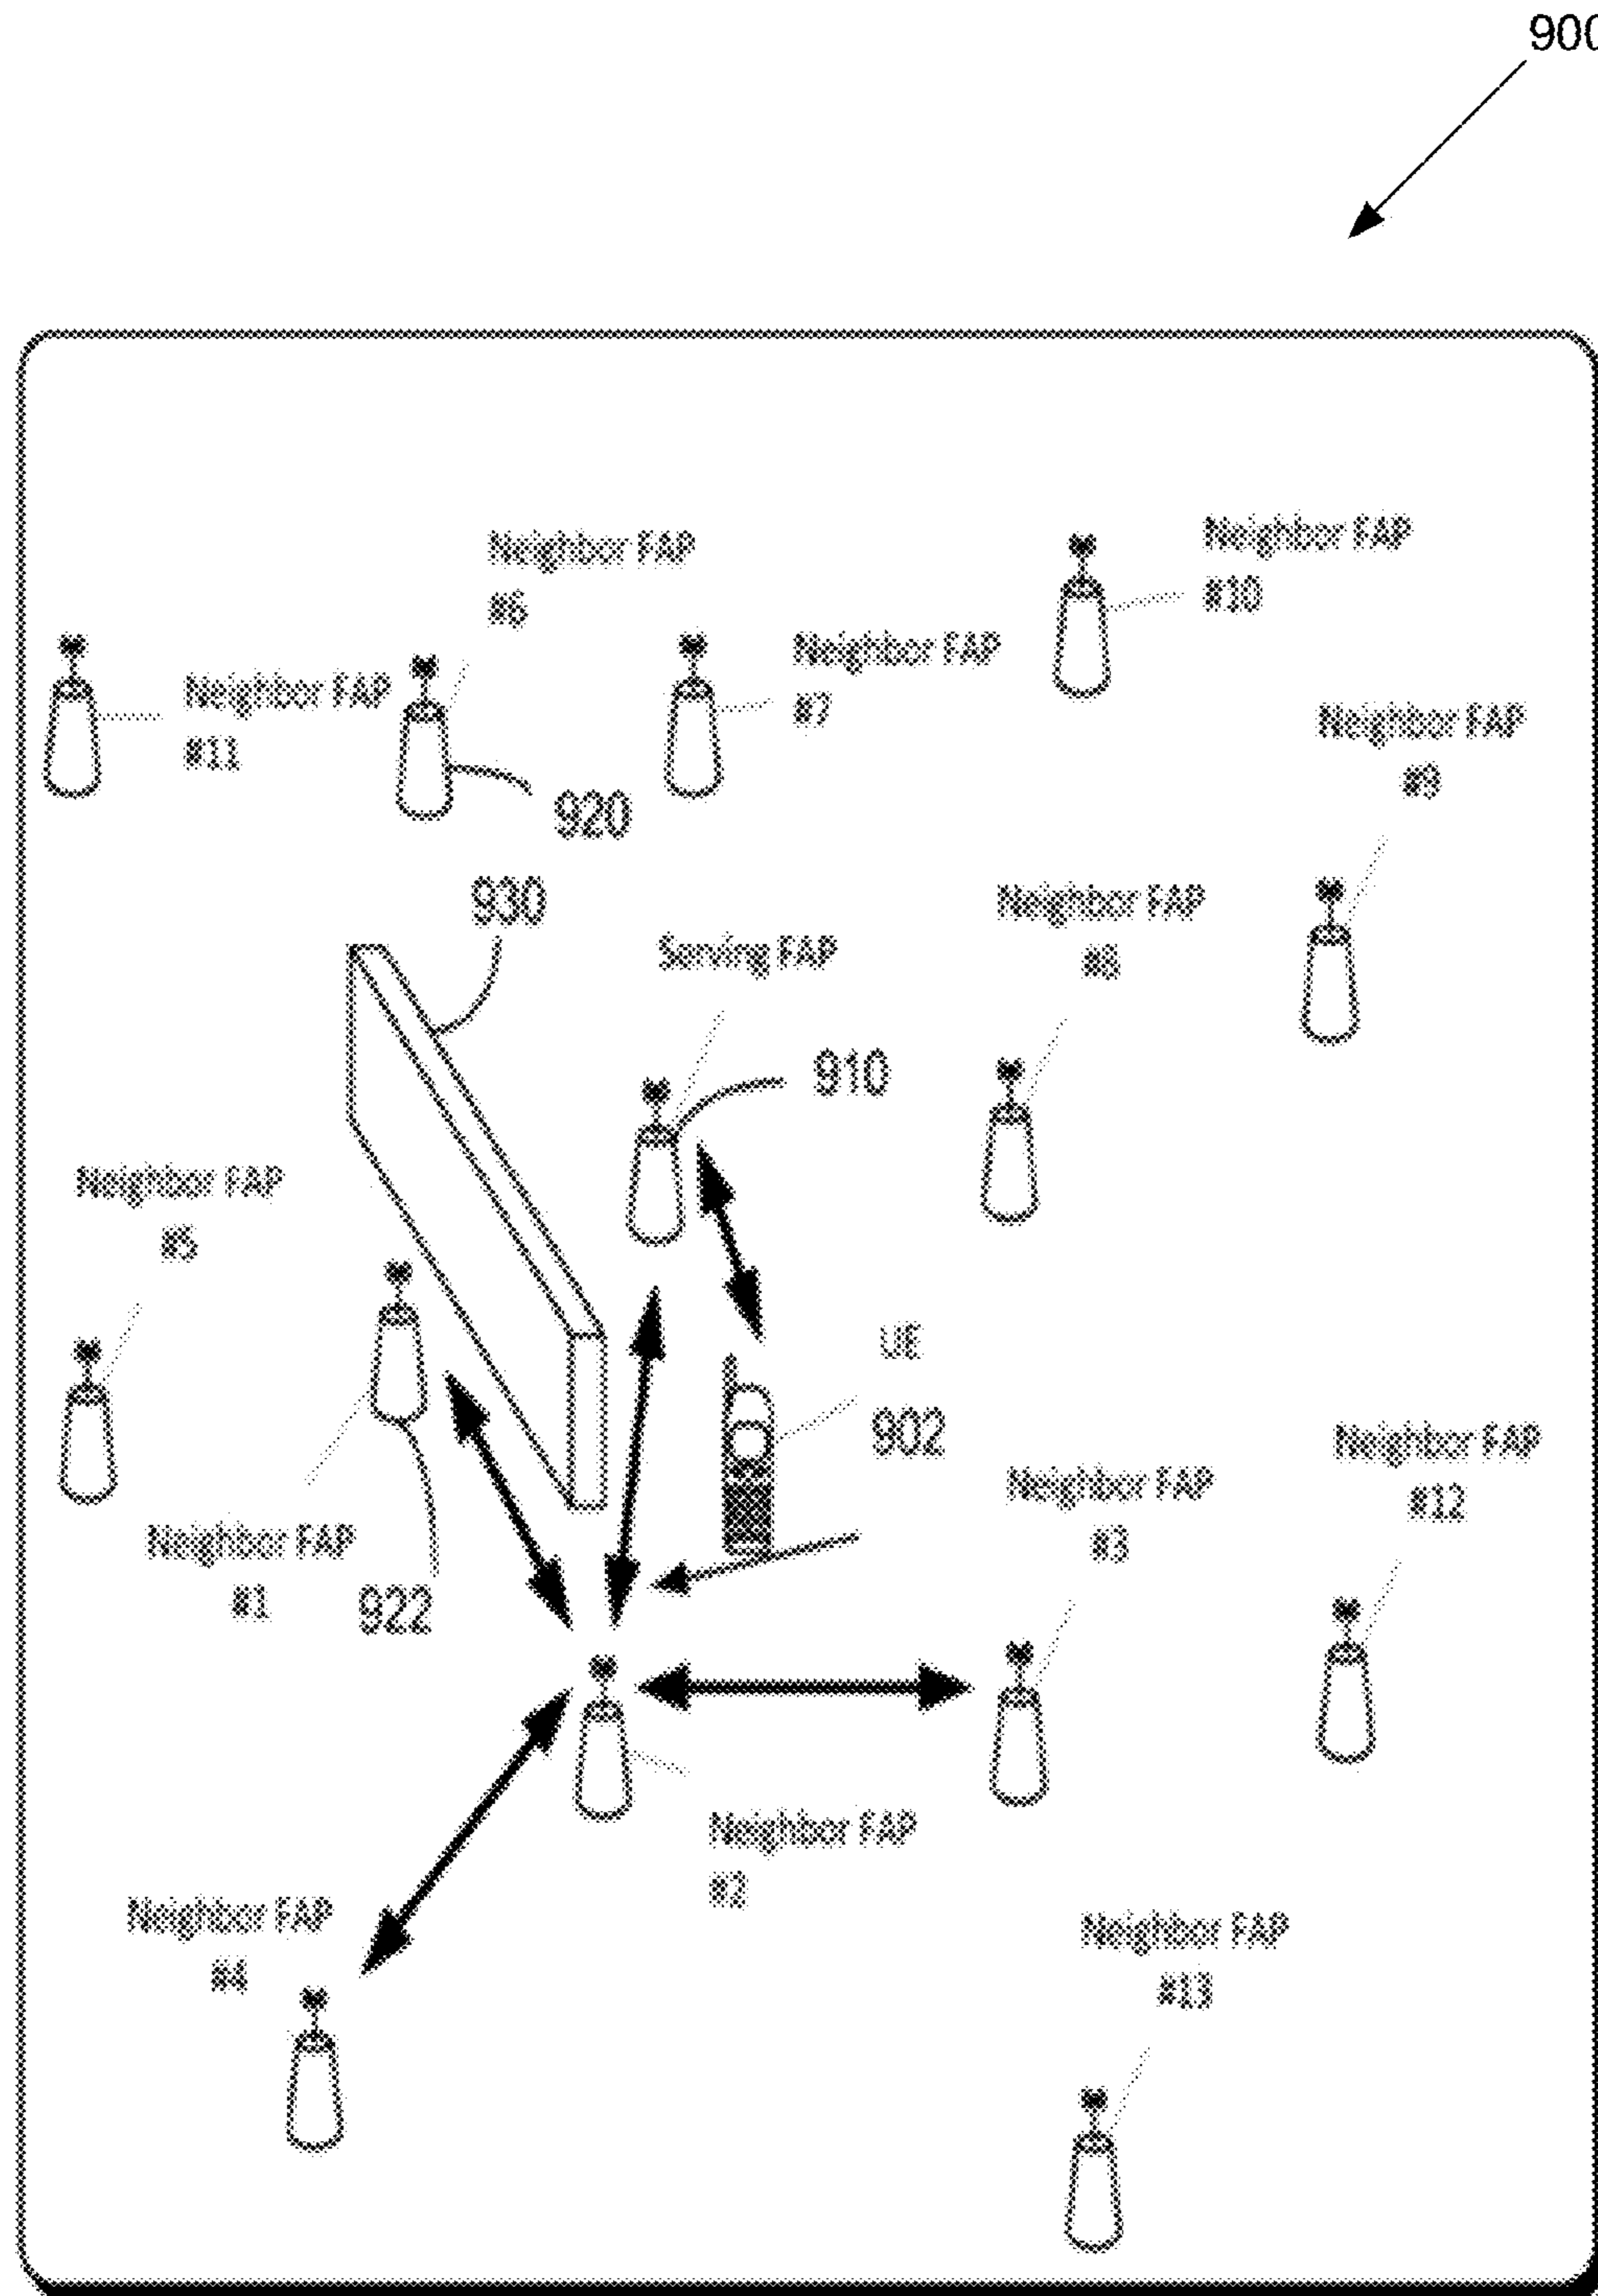 900
Neighbor FAP
#6
Neighbor FAP
#10
Neighbor FAP
#7
Neighbor FAP
#11
Neighbor FAP
#9
920
930
Serving FAP
Neighbor FAP
#8
910
Neighbor FAP
#5
UE
902
Neighbor FAP
#12
Neighbor FAP
#3
Neighbor FAP
#1
922
Neighbor FAP
#2
Neighbor FAP
#4
Neighbor FAP
#13